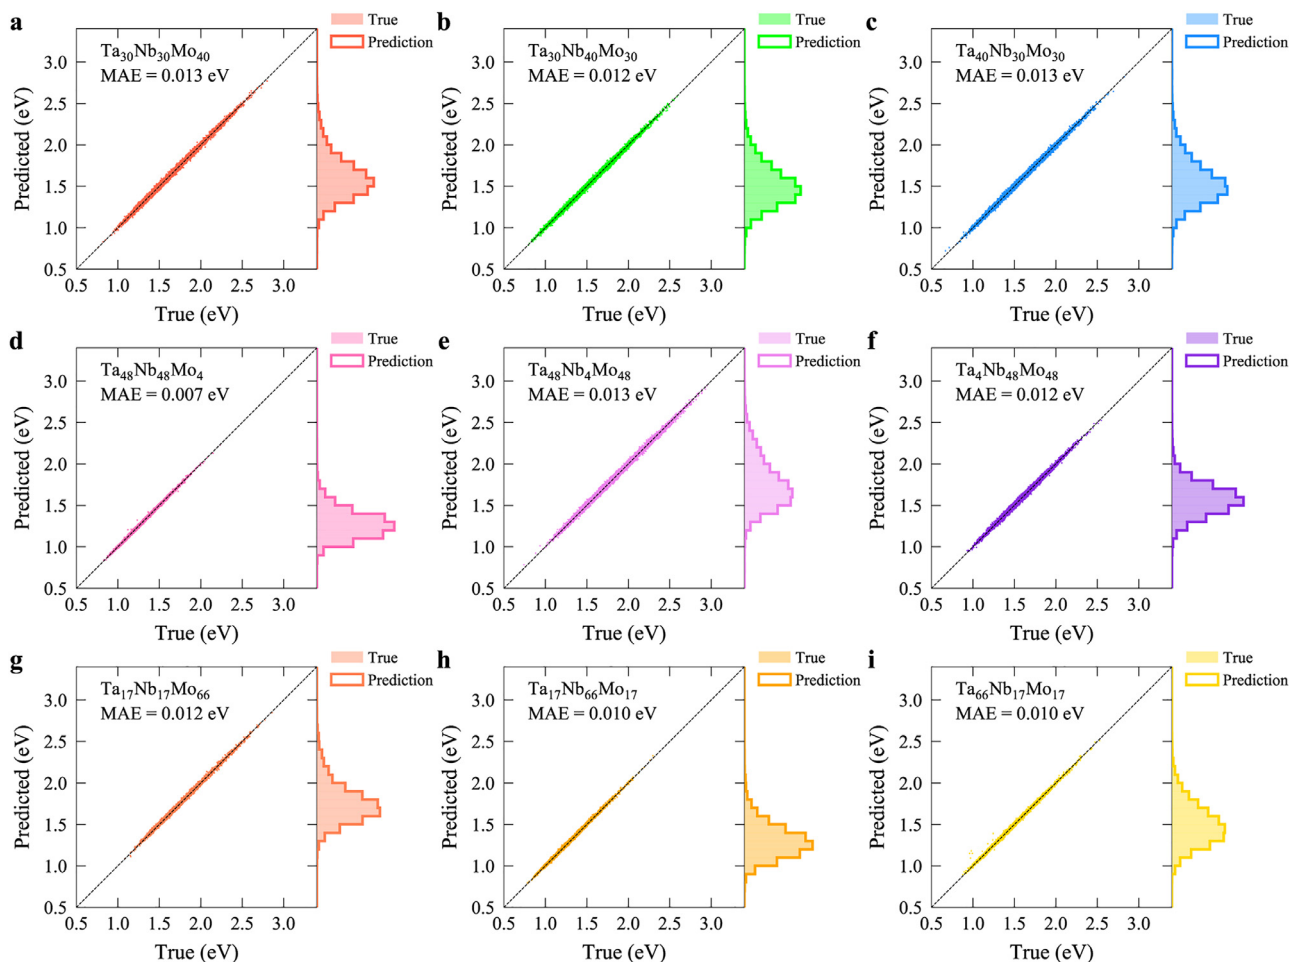 a
True
Prediction
Ta₃₀Nb₃₀Mo₄₀
MAE = 0.013 eV
Predicted (eV)
3.0
2.5
2.0
1.5
1.0
0.5
0.5 1.0 1.5 2.0 2.5 3.0
True (eV)
b
True
Prediction
Ta₃₀Nb₄₀Mo₃₀
MAE = 0.012 eV
Predicted (eV)
3.0
2.5
2.0
1.5
1.0
0.5
0.5 1.0 1.5 2.0 2.5 3.0
True (eV)
c
True
Prediction
Ta₄₀Nb₃₀Mo₃₀
MAE = 0.013 eV
Predicted (eV)
3.0
2.5
2.0
1.5
1.0
0.5
0.5 1.0 1.5 2.0 2.5 3.0
True (eV)
d
True
Prediction
Ta₄₈Nb₄₈Mo₄
MAE = 0.007 eV
Predicted (eV)
3.0
2.5
2.0
1.5
1.0
0.5
0.5 1.0 1.5 2.0 2.5 3.0
True (eV)
e
True
Prediction
Ta₄₈Nb₄Mo₄₈
MAE = 0.013 eV
Predicted (eV)
3.0
2.5
2.0
1.5
1.0
0.5
0.5 1.0 1.5 2.0 2.5 3.0
True (eV)
f
True
Prediction
Ta₄Nb₄₈Mo₄₈
MAE = 0.012 eV
Predicted (eV)
3.0
2.5
2.0
1.5
1.0
0.5
0.5 1.0 1.5 2.0 2.5 3.0
True (eV)
g
True
Prediction
Ta₁₇Nb₁₇Mo₆₆
MAE = 0.012 eV
Predicted (eV)
3.0
2.5
2.0
1.5
1.0
0.5
0.5 1.0 1.5 2.0 2.5 3.0
True (eV)
h
True
Prediction
Ta₁₇Nb₆₆Mo₁₇
MAE = 0.010 eV
Predicted (eV)
3.0
2.5
2.0
1.5
1.0
0.5
0.5 1.0 1.5 2.0 2.5 3.0
True (eV)
i
True
Prediction
Ta₆₆Nb₁₇Mo₁₇
MAE = 0.010 eV
Predicted (eV)
3.0
2.5
2.0
1.5
1.0
0.5
0.5 1.0 1.5 2.0 2.5 3.0
True (eV)